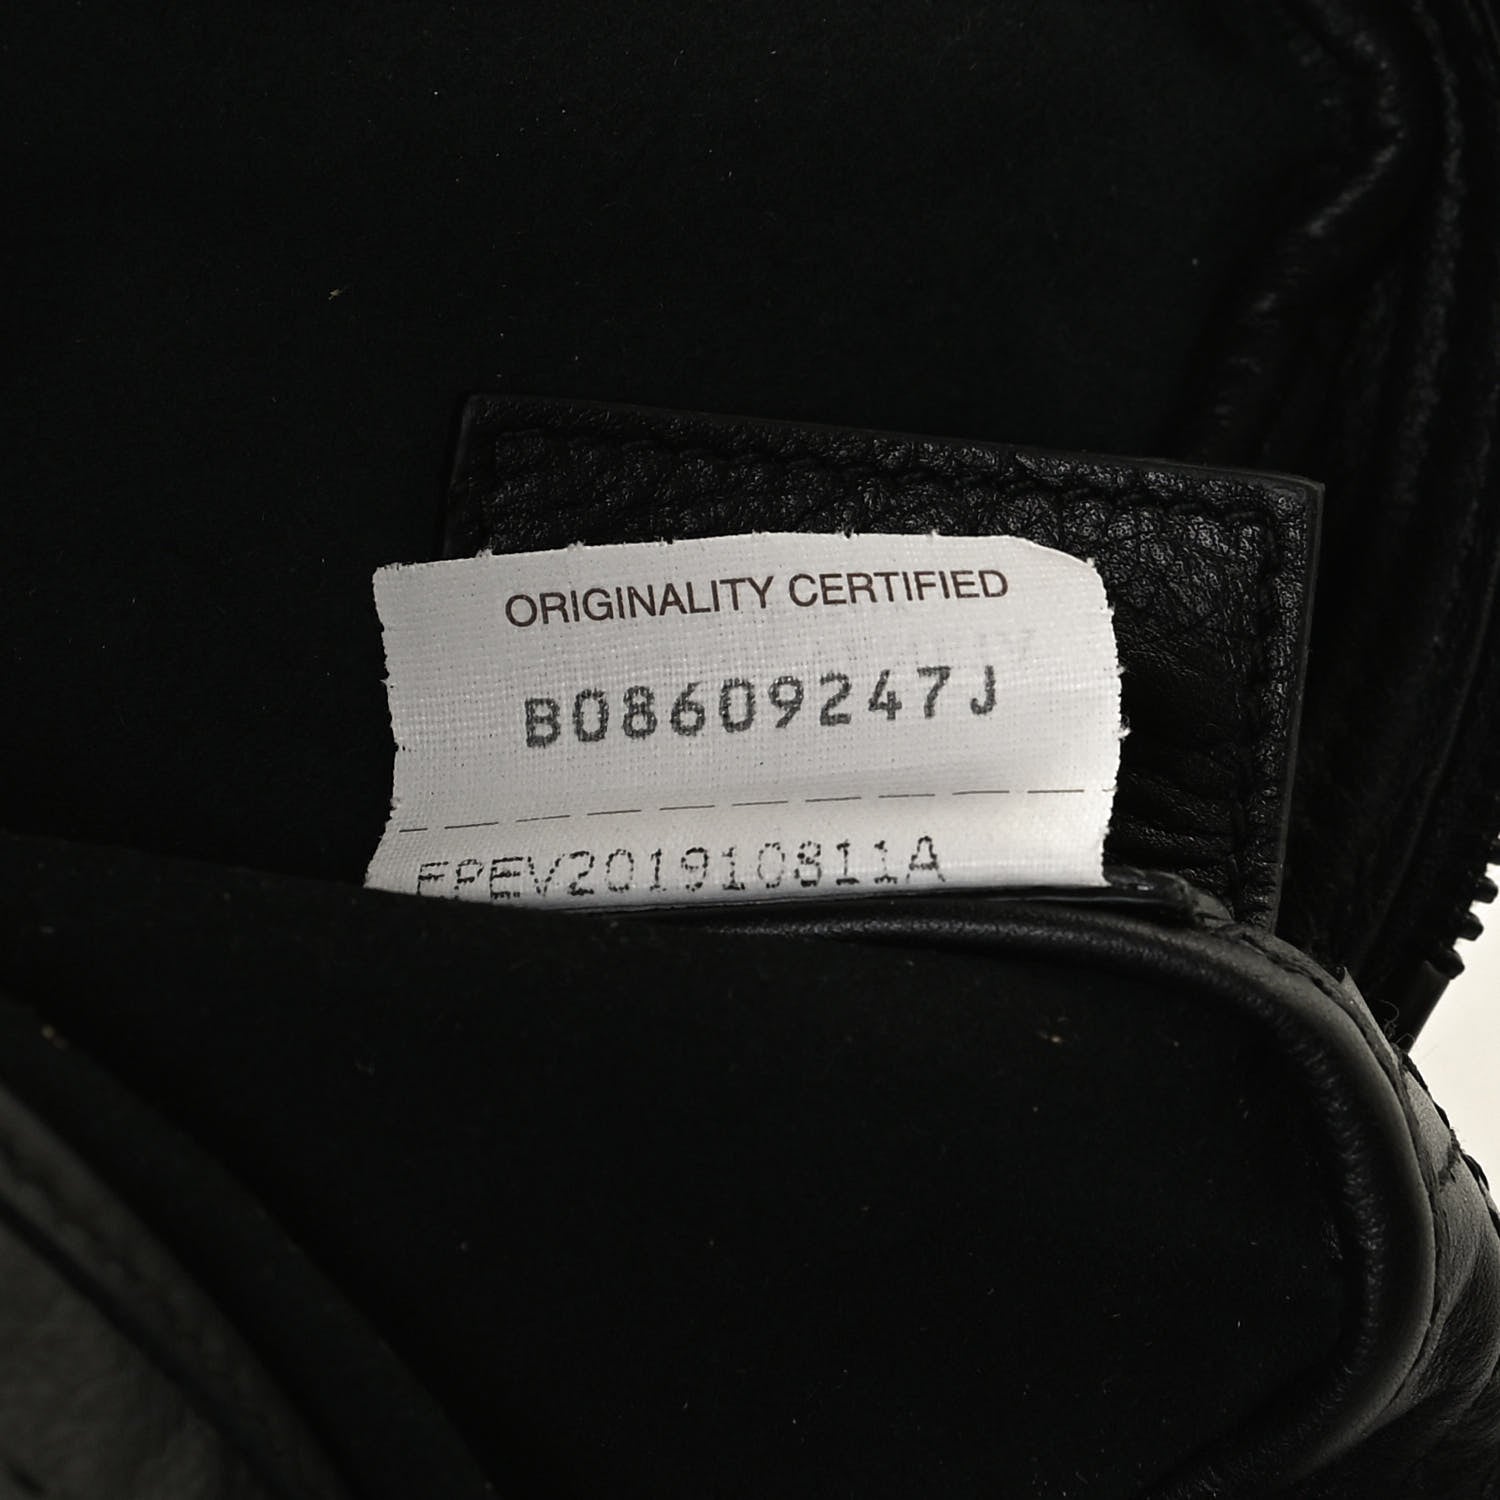 ORIGINALITY CERTIFIED
B08609247J
EPEV201910811A